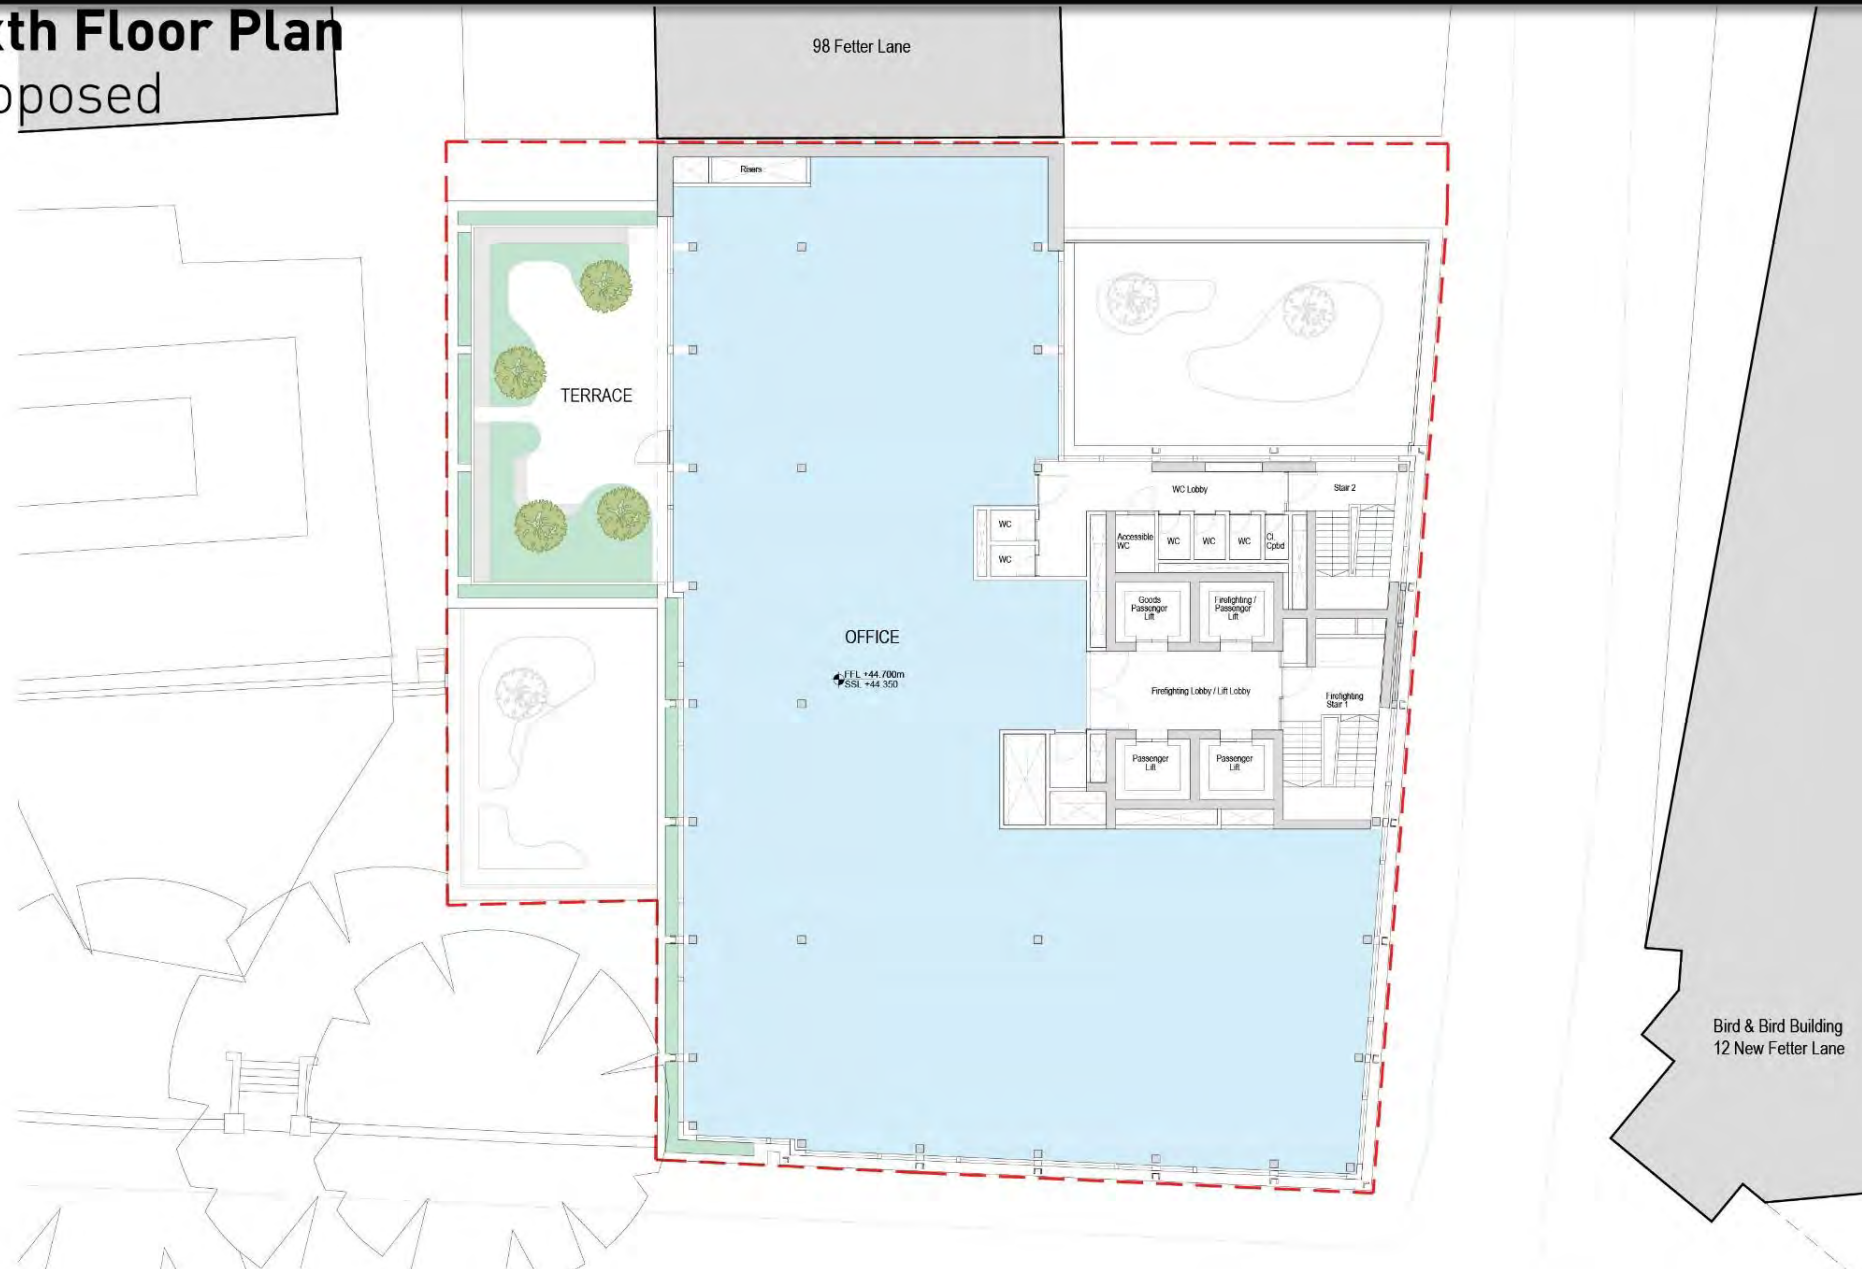 xth Floor Plan
oposed
98 Fetter Lane
Risers
TERRACE
WC Lobby
Stair 2
WC
WC
Accessible
WC
WC
WC
WC
Cl.
Cpbd
Goods
Passenger
Lift
Firefighting /
Passenger
Lift
OFFICE
FFL +44.700m
SSL +44.350
Firefighting Lobby / Lift Lobby
Firefighting
Stair 1
Passenger
Lift
Passenger
Lift
Bird & Bird Building
12 New Fetter Lane